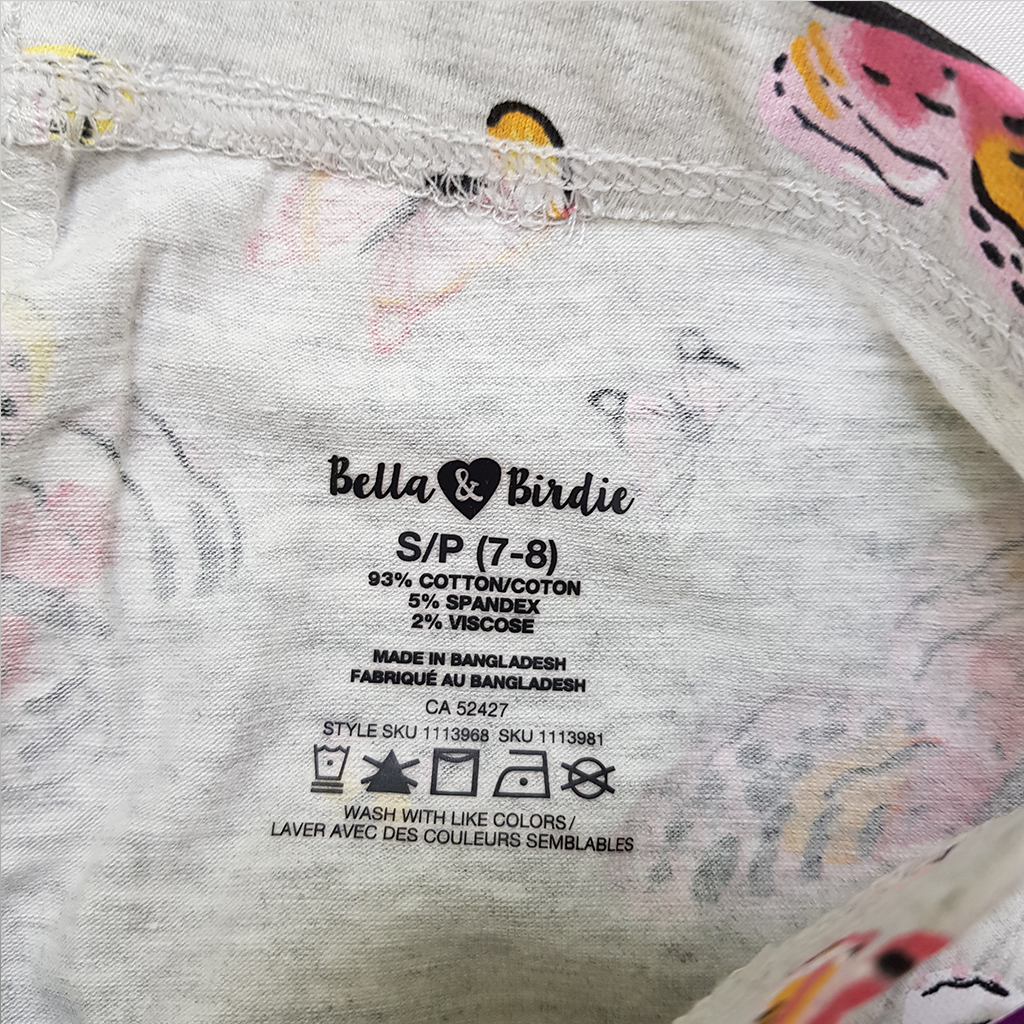 Bella & Birdie
S/P (7-8)
93% COTTON/COTON
5% SPANDEX
2% VISCOSE
MADE IN BANGLADESH
FABRIQUÉ AU BANGLADESH
CA 52427
STYLE SKU 1113968 SKU 1113981
WASH WITH LIKE COLORS/
LAVER AVEC DES COULEURS SEMBLABLES